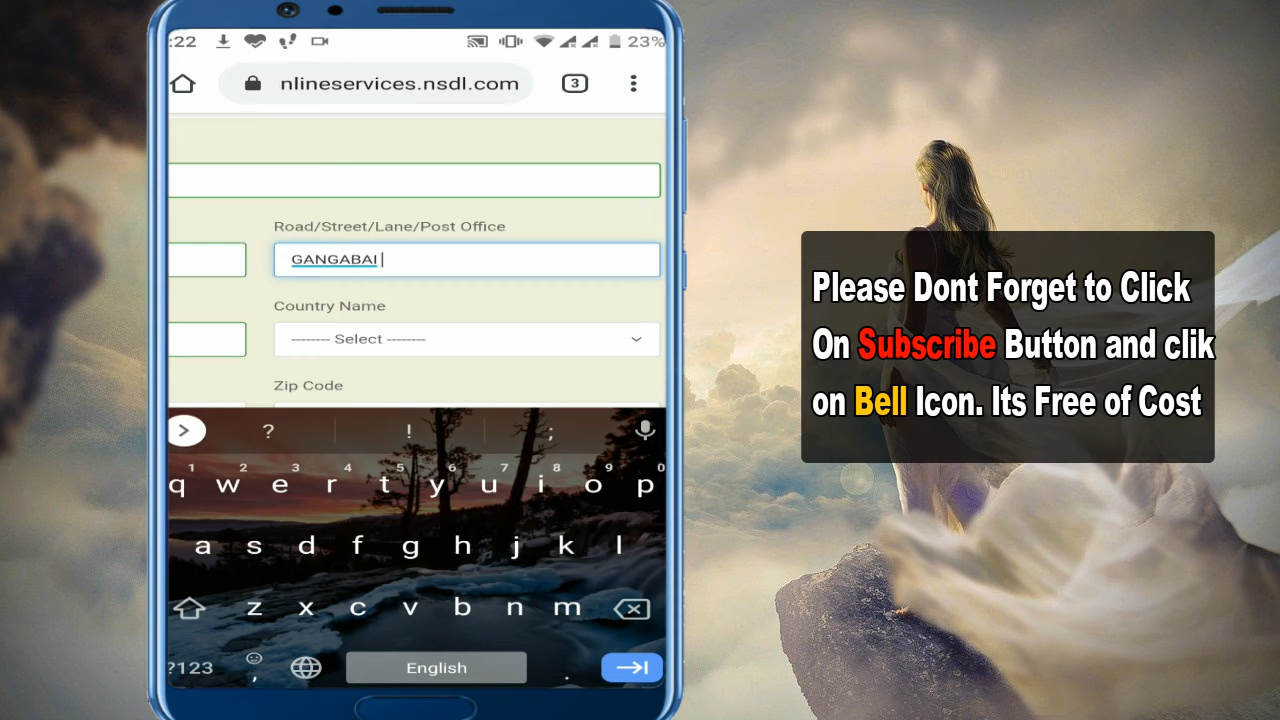 :22 23%
nlineservices.nsdl.com 3
Road/Street/Lane/Post Office
GANGABAI
Country Name
-------- Select --------
Zip Code
? ! ;
1 2 3 4 5 6 7 8 9 0
q w e r t y u i o p
a s d f g h j k l
z x c v b n m
?123 , English .
Please Dont Forget to Click
On Subscribe Button and clik
on Bell Icon. Its Free of Cost